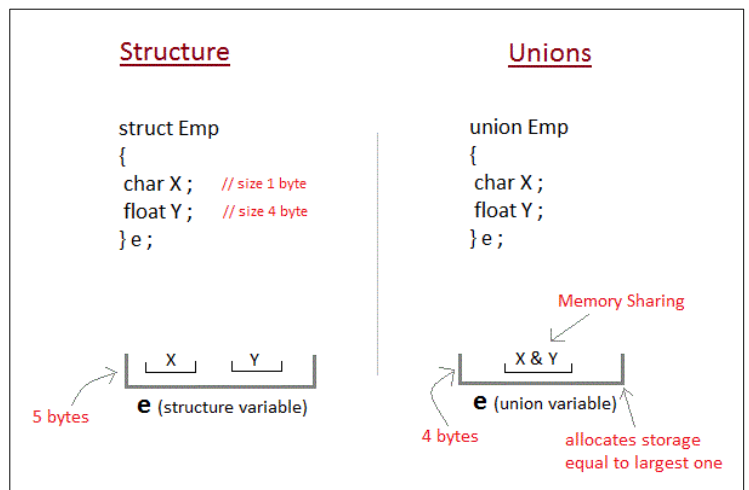 Structure
struct Emp
{
char X ; // size 1 byte
float Y ; // size 4 byte
} e ;
X Y
5 bytes
e (structure variable)
Unions
union Emp
{
char X ;
float Y ;
} e ;
Memory Sharing
X & Y
e (union variable)
4 bytes
allocates storage
equal to largest one